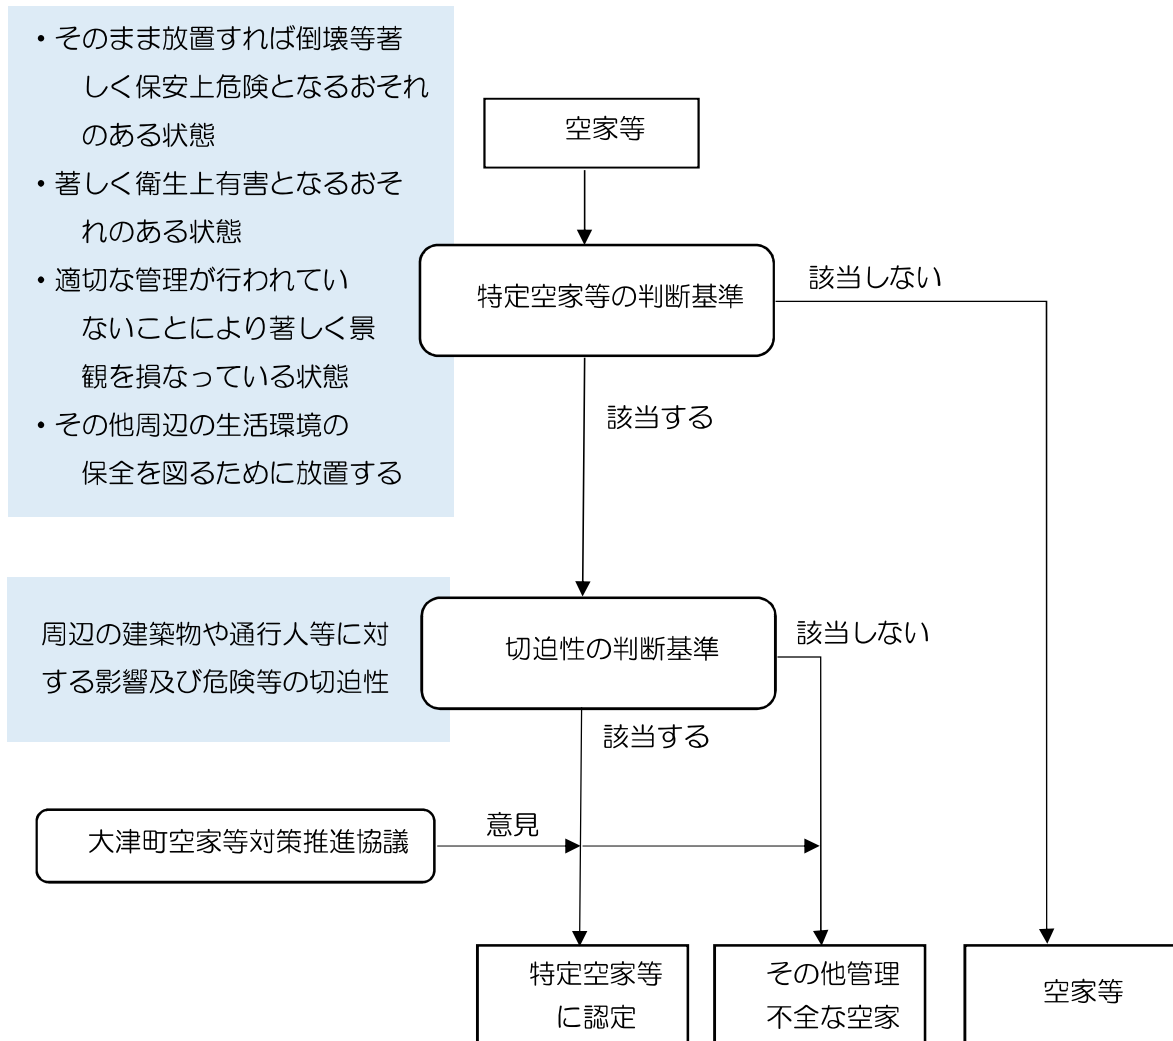 ・そのまま放置すれば倒壊等著
しく保安上危険となるおそれ
のある状態
・著しく衛生上有害となるおそ
れのある状態
・適切な管理が行われてい
ないことにより著しく景
観を損なっている状態
・その他周辺の生活環境の
保全を図るために放置する
空家等
特定空家等の判断基準
該当しない
該当する
周辺の建築物や通行人等に対
する影響及び危険等の切迫性
切迫性の判断基準
該当しない
該当する
大津町空家等対策推進協議
意見
特定空家等
に認定
その他管理
不全な空家
空家等